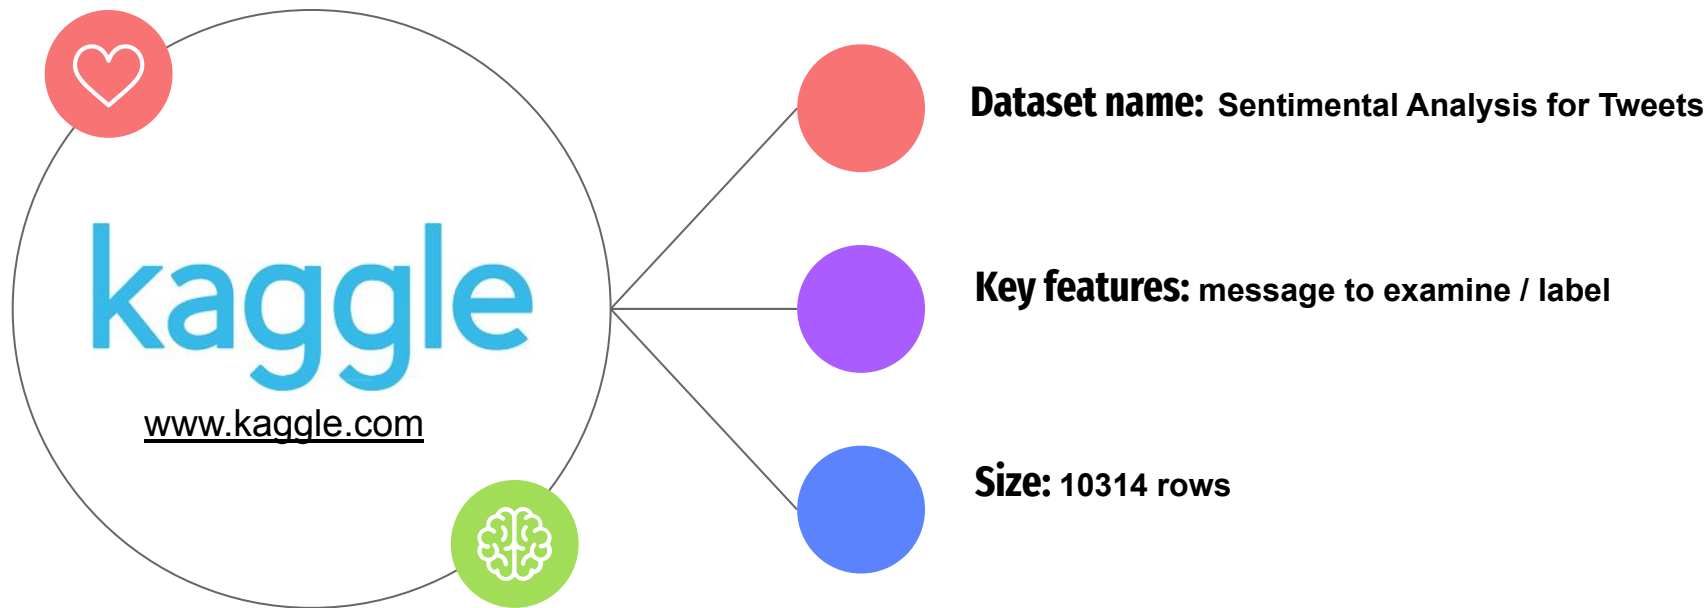 kaggle
www.kaggle.com
Dataset name: Sentimental Analysis for Tweets
Key features: message to examine / label
Size: 10314 rows